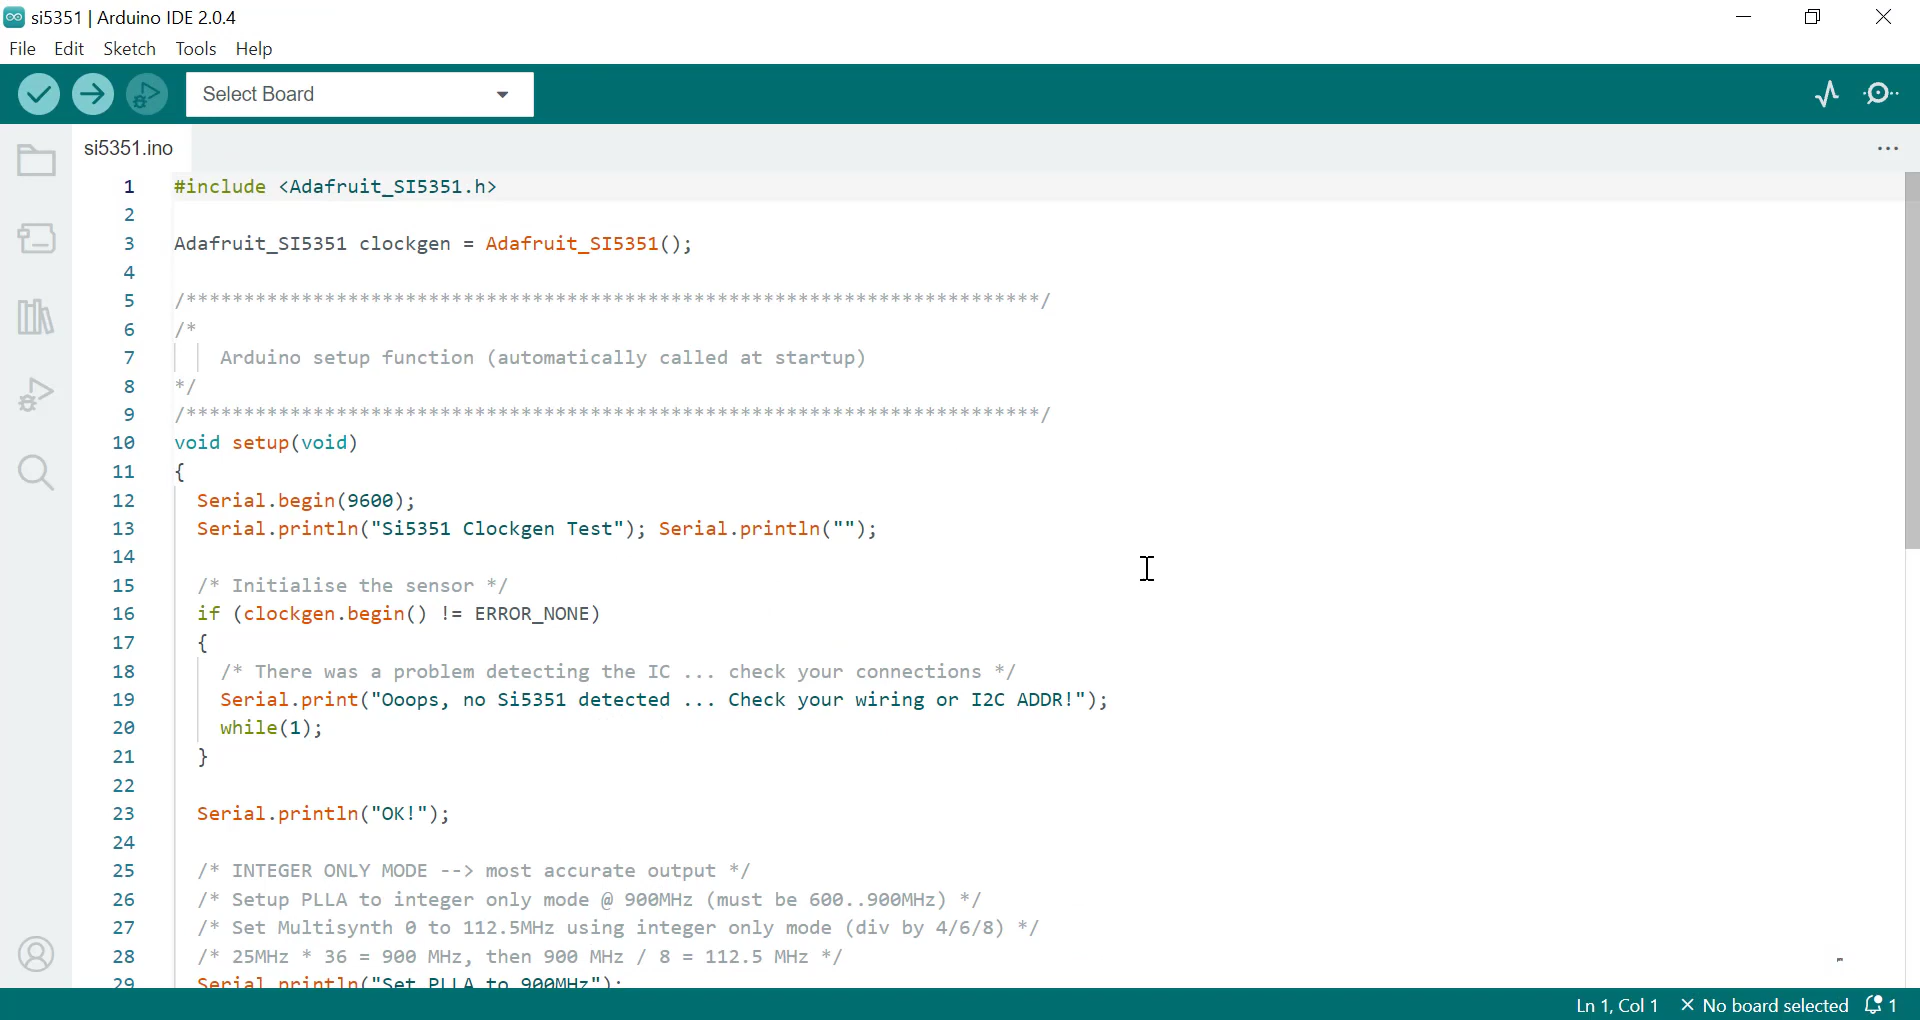 si5351 | Arduino IDE 2.0.4
File Edit Sketch Tools Help
Select Board
si5351.ino
1 #include <Adafruit_SI5351.h>
2
3 Adafruit_SI5351 clockgen = Adafruit_SI5351();
4
5 /**************************************************************************/
6 /*
7 Arduino setup function (automatically called at startup)
8 */
9 /**************************************************************************/
10 void setup(void)
11 {
12 Serial.begin(9600);
13 Serial.println("Si5351 Clockgen Test"); Serial.println("");
14
15 /* Initialise the sensor */
16 if (clockgen.begin() != ERROR_NONE)
17 {
18 /* There was a problem detecting the IC ... check your connections */
19 Serial.print("Ooops, no Si5351 detected ... Check your wiring or I2C ADDR!");
20 while(1);
21 }
22
23 Serial.println("OK!");
24
25 /* INTEGER ONLY MODE --> most accurate output */
26 /* Setup PLLA to integer only mode @ 900MHz (must be 600..900MHz) */
27 /* Set Multisynth 0 to 112.5MHz using integer only mode (div by 4/6/8) */
28 /* 25MHz * 36 = 900 MHz, then 900 MHz / 8 = 112.5 MHz */
29 Serial.println("Set PLLA to 900MHz");
Ln 1, Col 1 No board selected 1